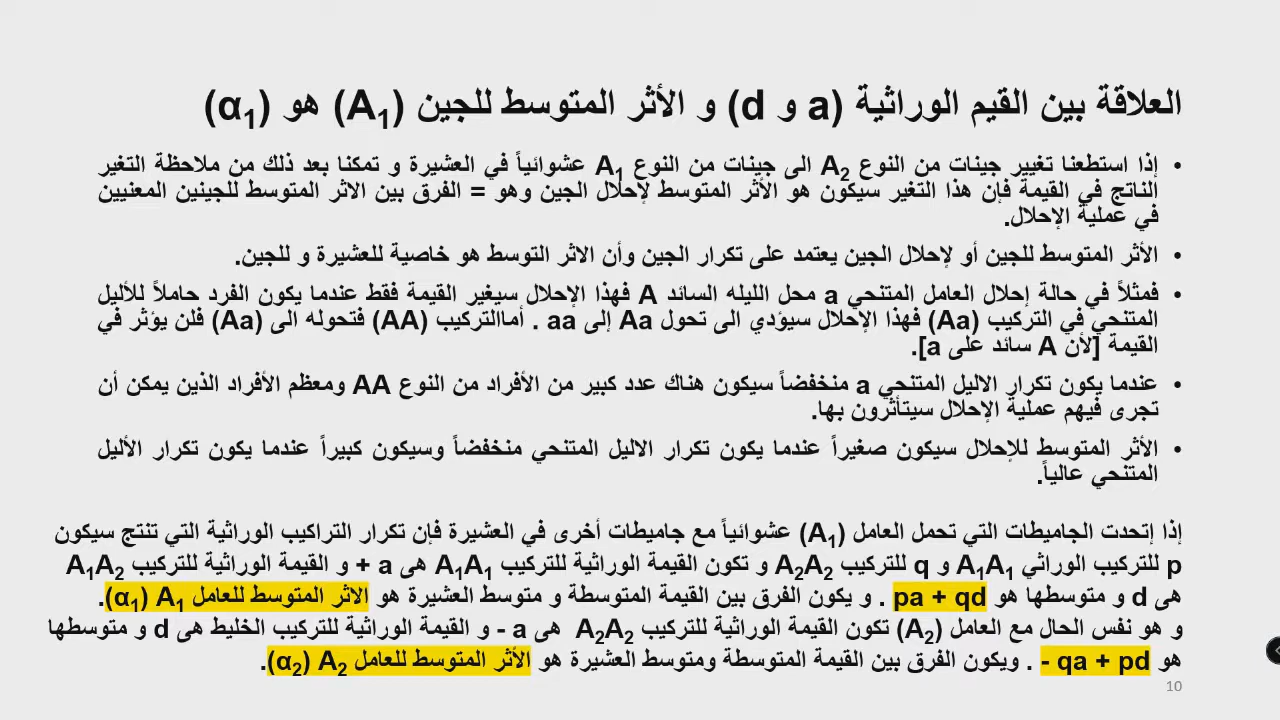 العلاقة بين القيم الوراثية (a و d) و الأثر المتوسط للجين (A₁) هو (α₁)
• إذا استطعنا تغيير جينات من النوع A₂ الى جينات من النوع A₁ عشوائياً في العشيرة و تمكنا بعد ذلك من ملاحظة التغير
الناتج في القيمة فإن هذا التغير سيكون هو الأثر المتوسط لإحلال الجين وهو = الفرق بين الاثر المتوسط للجينين المعنيين
في عملية الإحلال.
• الأثر المتوسط للجين أو لإحلال الجين يعتمد على تكرار الجين وأن الاثر التوسط هو خاصية للعشيرة و للجين.
• فمثلاً في حالة إحلال العامل المتنحي a محل الليله السائد A فهذا الإحلال سيغير القيمة فقط عندما يكون الفرد حاملاً للأليل
المتنحي في التركيب (Aa) فهذا الإحلال سيؤدي الى تحول Aa إلى aa . أماالتركيب (AA) فتحوله الى (Aa) فلن يؤثر في
القيمة [لأن A سائد على a].
• عندما يكون تكرار الاليل المتنحي a منخفضاً سيكون هناك عدد كبير من الأفراد من النوع AA ومعظم الأفراد الذين يمكن أن
تجرى فيهم عملية الإحلال سيتأثرون بها.
• الأثر المتوسط للإحلال سيكون صغيراً عندما يكون تكرار الاليل المتنحي منخفضاً وسيكون كبيراً عندما يكون تكرار الأليل
المتنحي عالياً.
إذا إتحدت الجاميطات التي تحمل العامل (A₁) عشوائياً مع جاميطات أخرى في العشيرة فإن تكرار التراكيب الوراثية التي تنتج سيكون
p للتركيب الوراثي A₁A₁ و q للتركيب A₂A₂ و تكون القيمة الوراثية للتركيب A₁A₁ هى a + و القيمة الوراثية للتركيب A₁A₂
هى d و متوسطها هو pa + qd . و يكون الفرق بين القيمة المتوسطة و متوسط العشيرة هو الاثر المتوسط للعامل A₁ (α₁).
و هو نفس الحال مع العامل (A₂) تكون القيمة الوراثية للتركيب A₂A₂ هى a - و القيمة الوراثية للتركيب الخليط هى d و متوسطها
هو - qa + pd . ويكون الفرق بين القيمة المتوسطة ومتوسط العشيرة هو الأثر المتوسط للعامل A₂ (α₂).
10